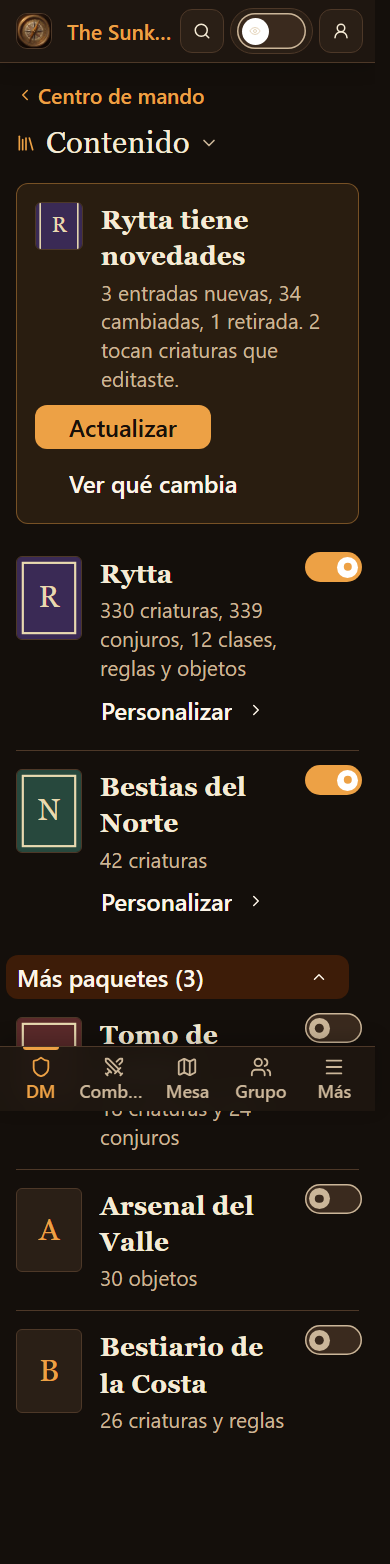 The Sunk...
Centro de mando
Contenido
R
Rytta tiene
novedades
3 entradas nuevas, 34
cambiadas, 1 retirada. 2
tocan criaturas que
editaste.
Actualizar
Ver qué cambia
R
Rytta
330 criaturas, 339
conjuros, 12 clases,
reglas y objetos
Personalizar
N
Bestias del
Norte
42 criaturas
Personalizar
Más paquetes (3)
Tomo de
DM
Comb...
Mesa
Grupo
Más
criaturas y 24
conjuros
A
Arsenal del
Valle
30 objetos
B
Bestiario de
la Costa
26 criaturas y reglas